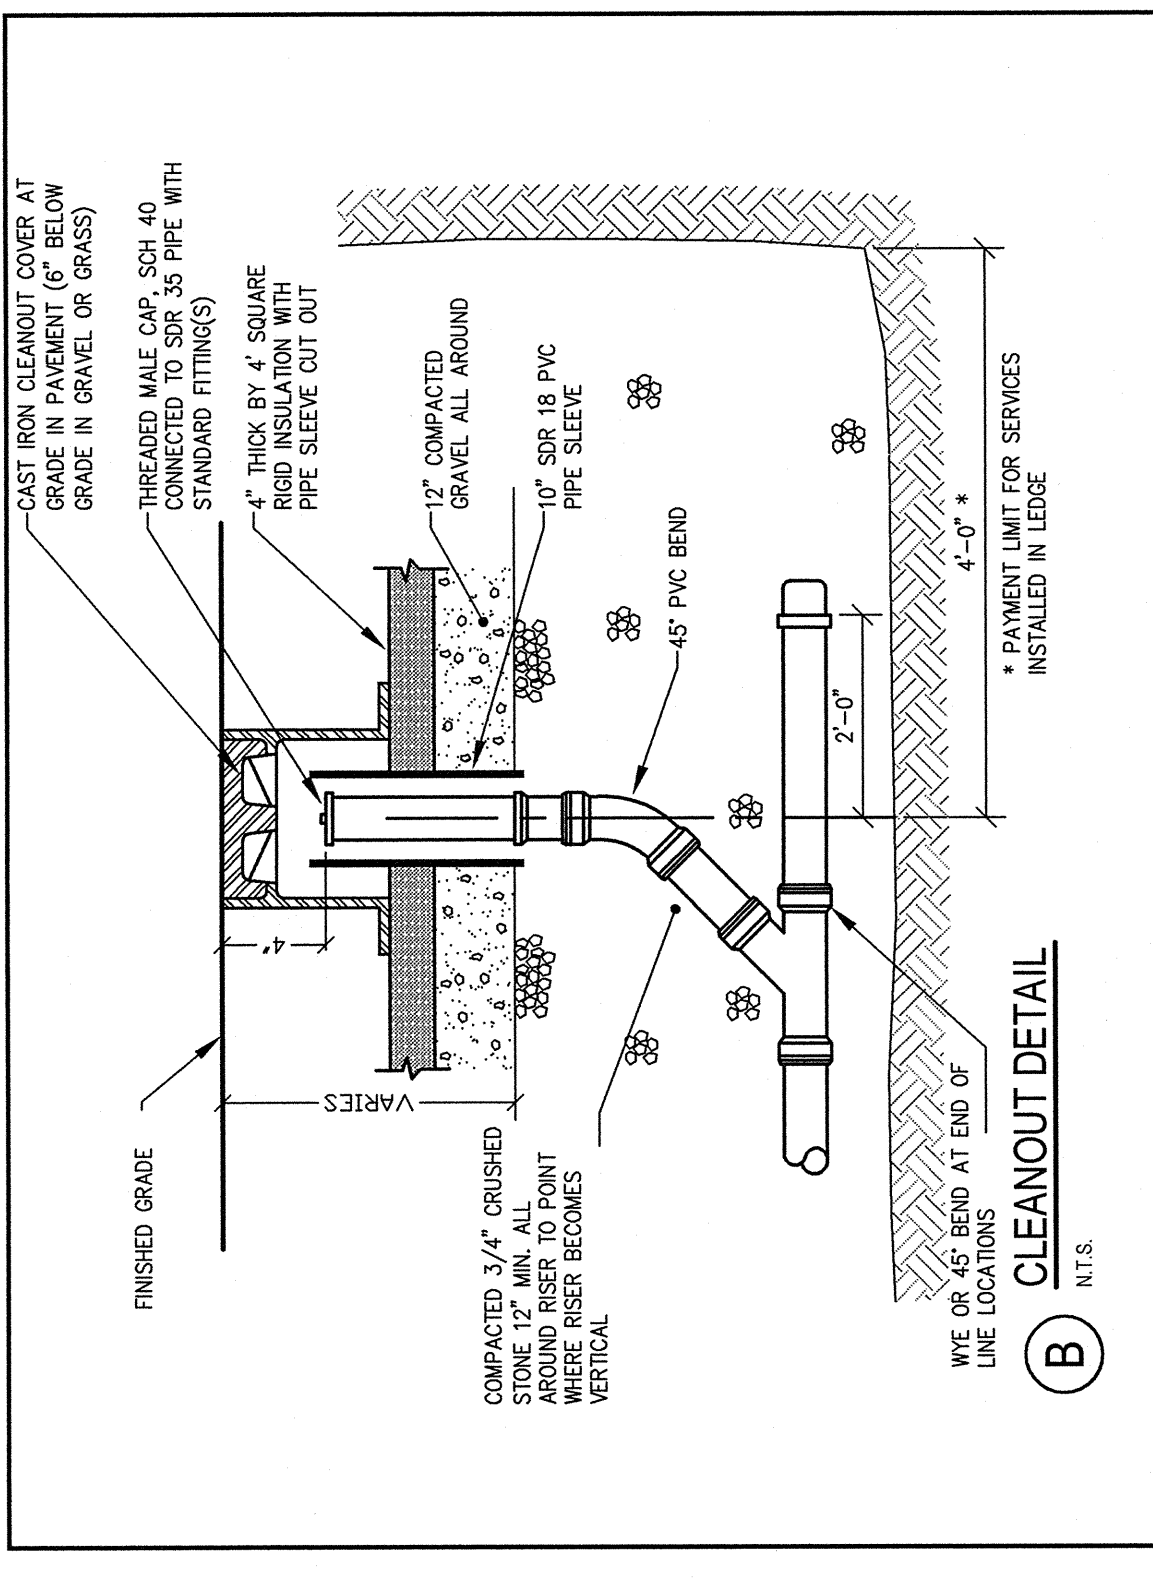 CAST IRON CLEANOUT COVER AT
GRADE IN PAVEMENT (6" BELOW
GRADE IN GRAVEL OR GRASS)
THREADED MALE CAP, SCH 40
CONNECTED TO SDR 35 PIPE WITH
STANDARD FITTING(S)
4" THICK BY 4' SQUARE
RIGID INSULATION WITH
PIPE SLEEVE CUT OUT
12" COMPACTED
GRAVEL ALL AROUND
10" SDR 18 PVC
PIPE SLEEVE
45° PVC BEND
FINISHED GRADE
4"
VARIES
COMPACTED 3/4" CRUSHED
STONE 12" MIN. ALL
AROUND RISER TO POINT
WHERE RISER BECOMES
VERTICAL
2'-0"
4'-0" *
* PAYMENT LIMIT FOR SERVICES
INSTALLED IN LEDGE
WYE OR 45° BEND AT END OF
LINE LOCATIONS
B
CLEANOUT DETAIL
N.T.S.